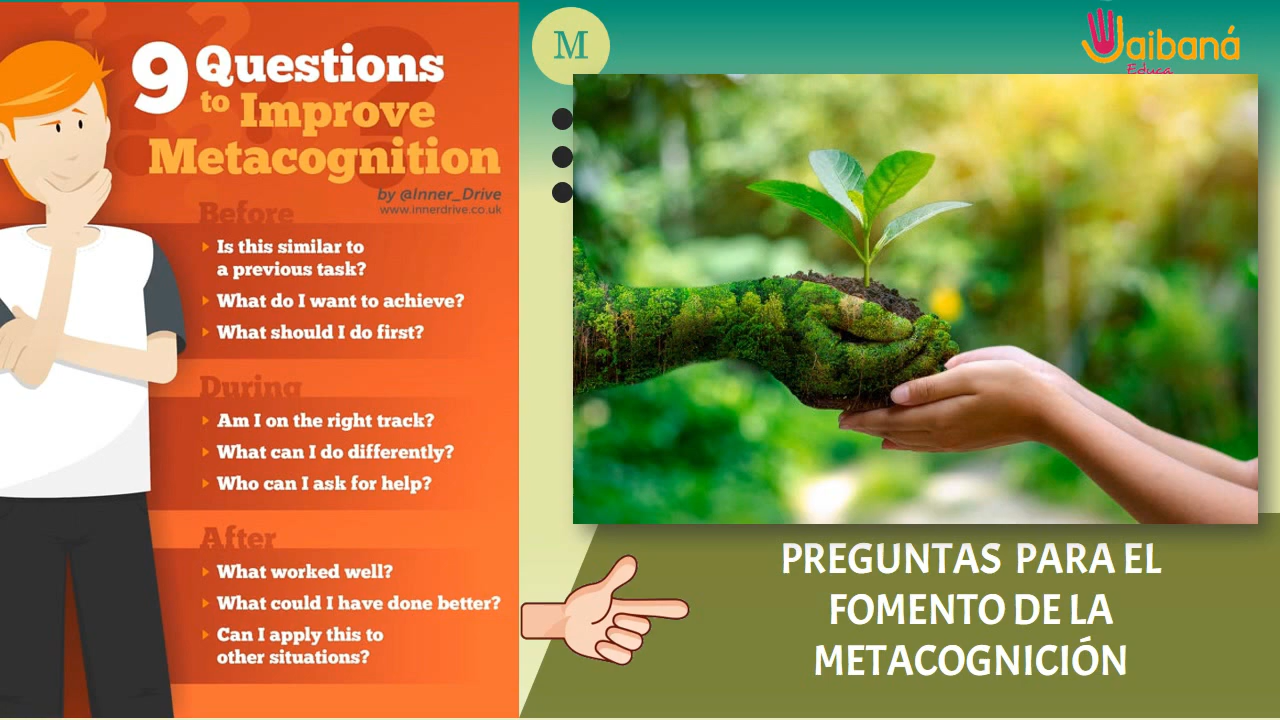 9 Questions
to Improve
Metacognition
by @Inner_Drive
www.innerdrive.co.uk
Before
Is this similar to
a previous task?
What do I want to achieve?
What should I do first?
During
Am I on the right track?
What can I do differently?
Who can I ask for help?
After
What worked well?
What could I have done better?
Can I apply this to
other situations?
M
Jaibaná
Educa
PREGUNTAS PARA EL
FOMENTO DE LA
METACOGNICIÓN